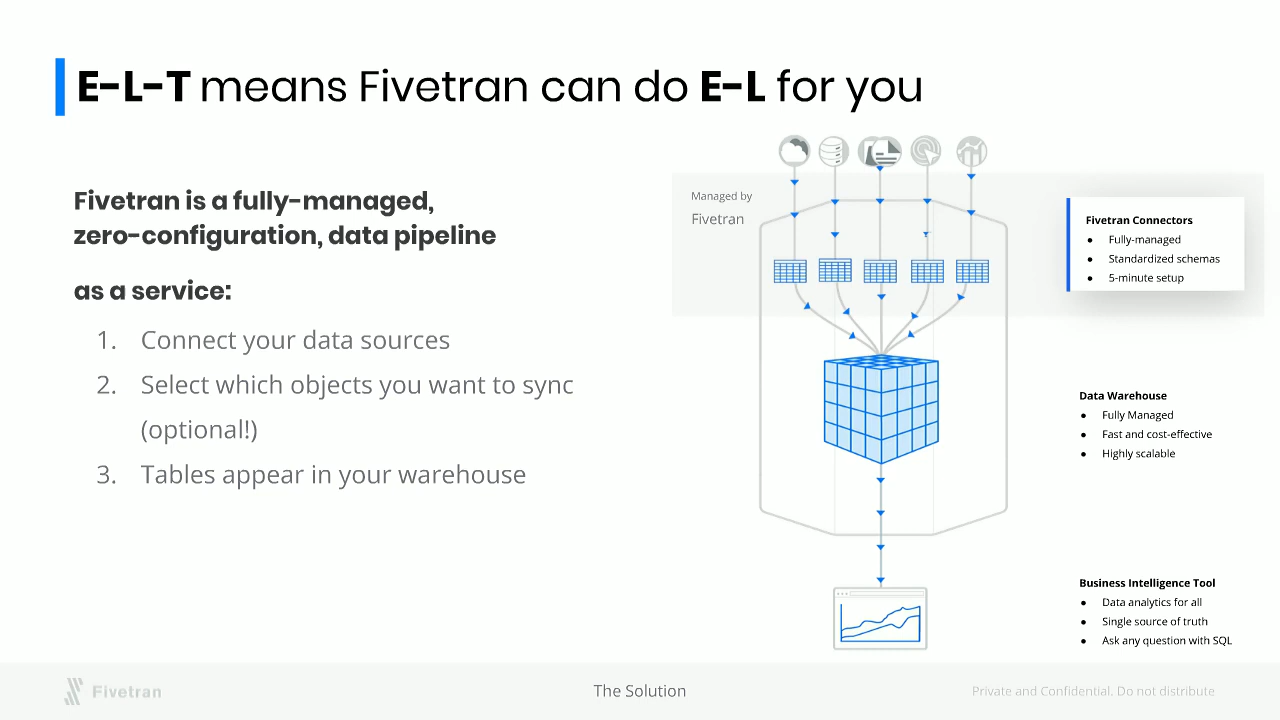 E-L-T means Fivetran can do E-L for you
Fivetran is a fully-managed,
zero-configuration, data pipeline
as a service:
1. Connect your data sources
2. Select which objects you want to sync
(optional!)
3. Tables appear in your warehouse
Managed by
Fivetran
Fivetran Connectors
● Fully-managed
● Standardized schemas
● 5-minute setup
Data Warehouse
● Fully Managed
● Fast and cost-effective
● Highly scalable
Business Intelligence Tool
● Data analytics for all
● Single source of truth
● Ask any question with SQL
Fivetran
The Solution
Private and Confidential. Do not distribute